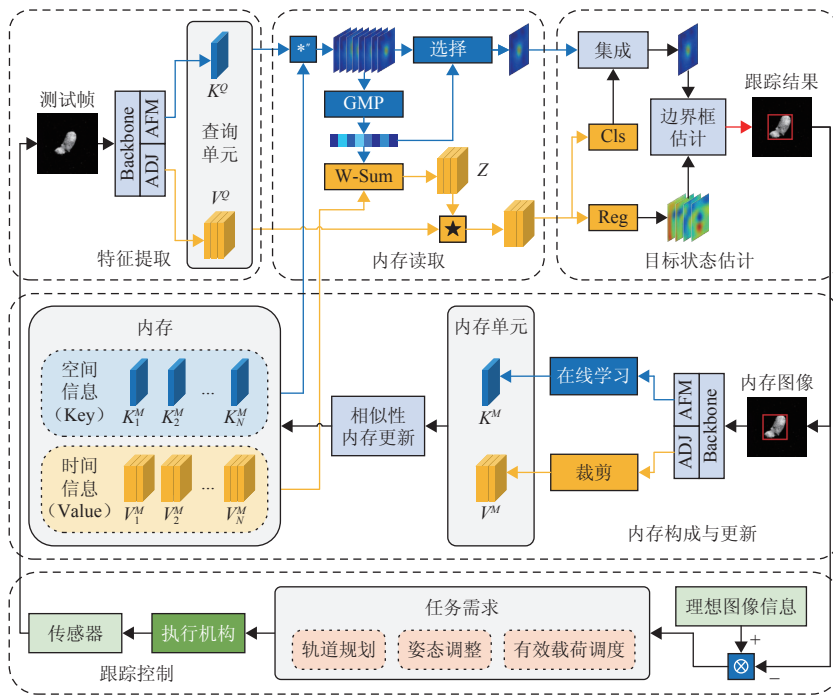 测试帧
Backbone
AFM
ADJ
K^Q
查询
单元
V^Q
特征提取
*''
选择
GMP
W-Sum
Z
★
内存读取
集成
Cls
Reg
边界框
估计
跟踪结果
目标状态估计
内存
空间
信息
（Key）
K_1^M
K_2^M
...
K_N^M
时间
信息
（Value）
V_1^M
V_2^M
...
V_N^M
相似性
内存更新
内存单元
K^M
V^M
在线学习
裁剪
AFM
ADJ
Backbone
内存图像
内存构成与更新
传感器
执行机构
任务需求
轨道规划
姿态调整
有效载荷调度
理想图像信息
+
⊗
−
跟踪控制